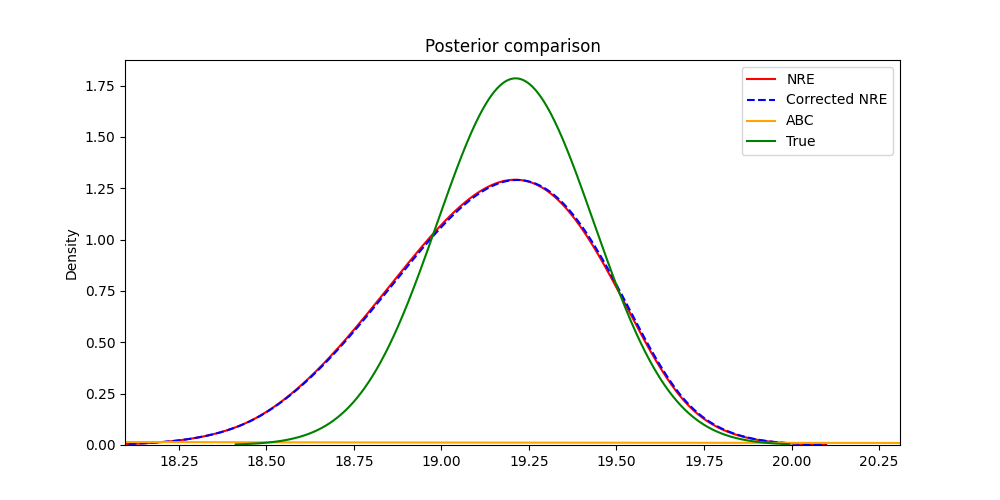 Posterior comparison
NRE
Corrected NRE
ABC
True
Density
1.75
1.50
1.25
1.00
0.75
0.50
0.25
0.00
18.25 18.50 18.75 19.00 19.25 19.50 19.75 20.00 20.25